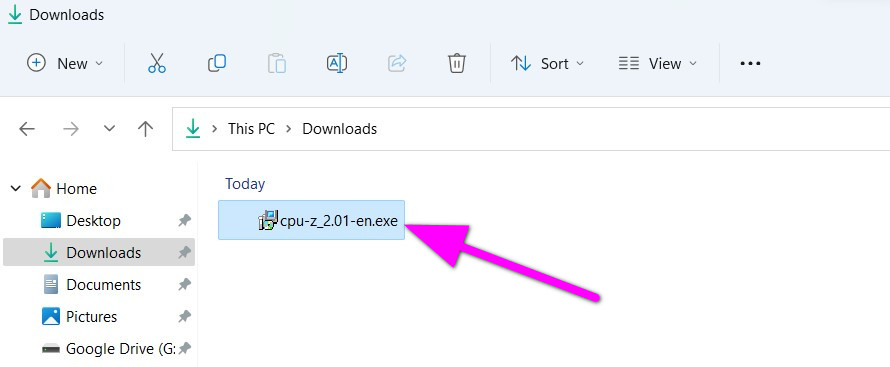 Downloads
New
Sort
View
This PC > Downloads
Home
Today
cpu-z_2.01-en.exe
Desktop
Downloads
Documents
Pictures
Google Drive (G: